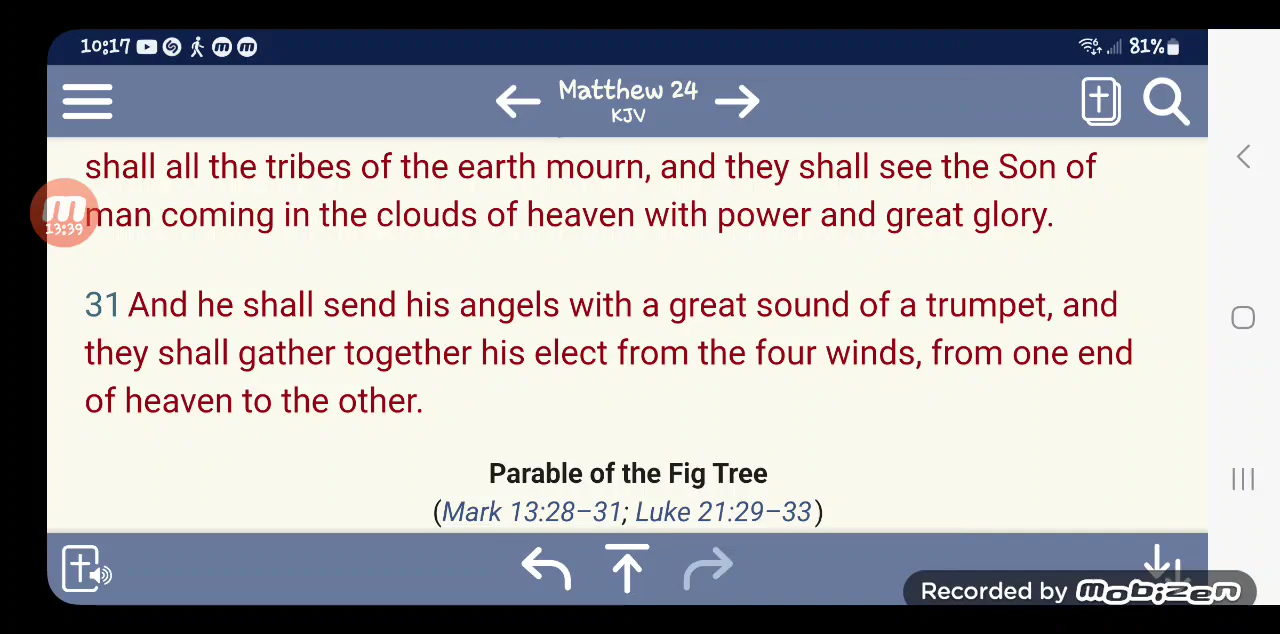 10:17 81%
Matthew 24
KJV
shall all the tribes of the earth mourn, and they shall see the Son of
man coming in the clouds of heaven with power and great glory.
13:39
31 And he shall send his angels with a great sound of a trumpet, and
they shall gather together his elect from the four winds, from one end
of heaven to the other.
Parable of the Fig Tree
(Mark 13:28–31; Luke 21:29–33)
Recorded by mobizen